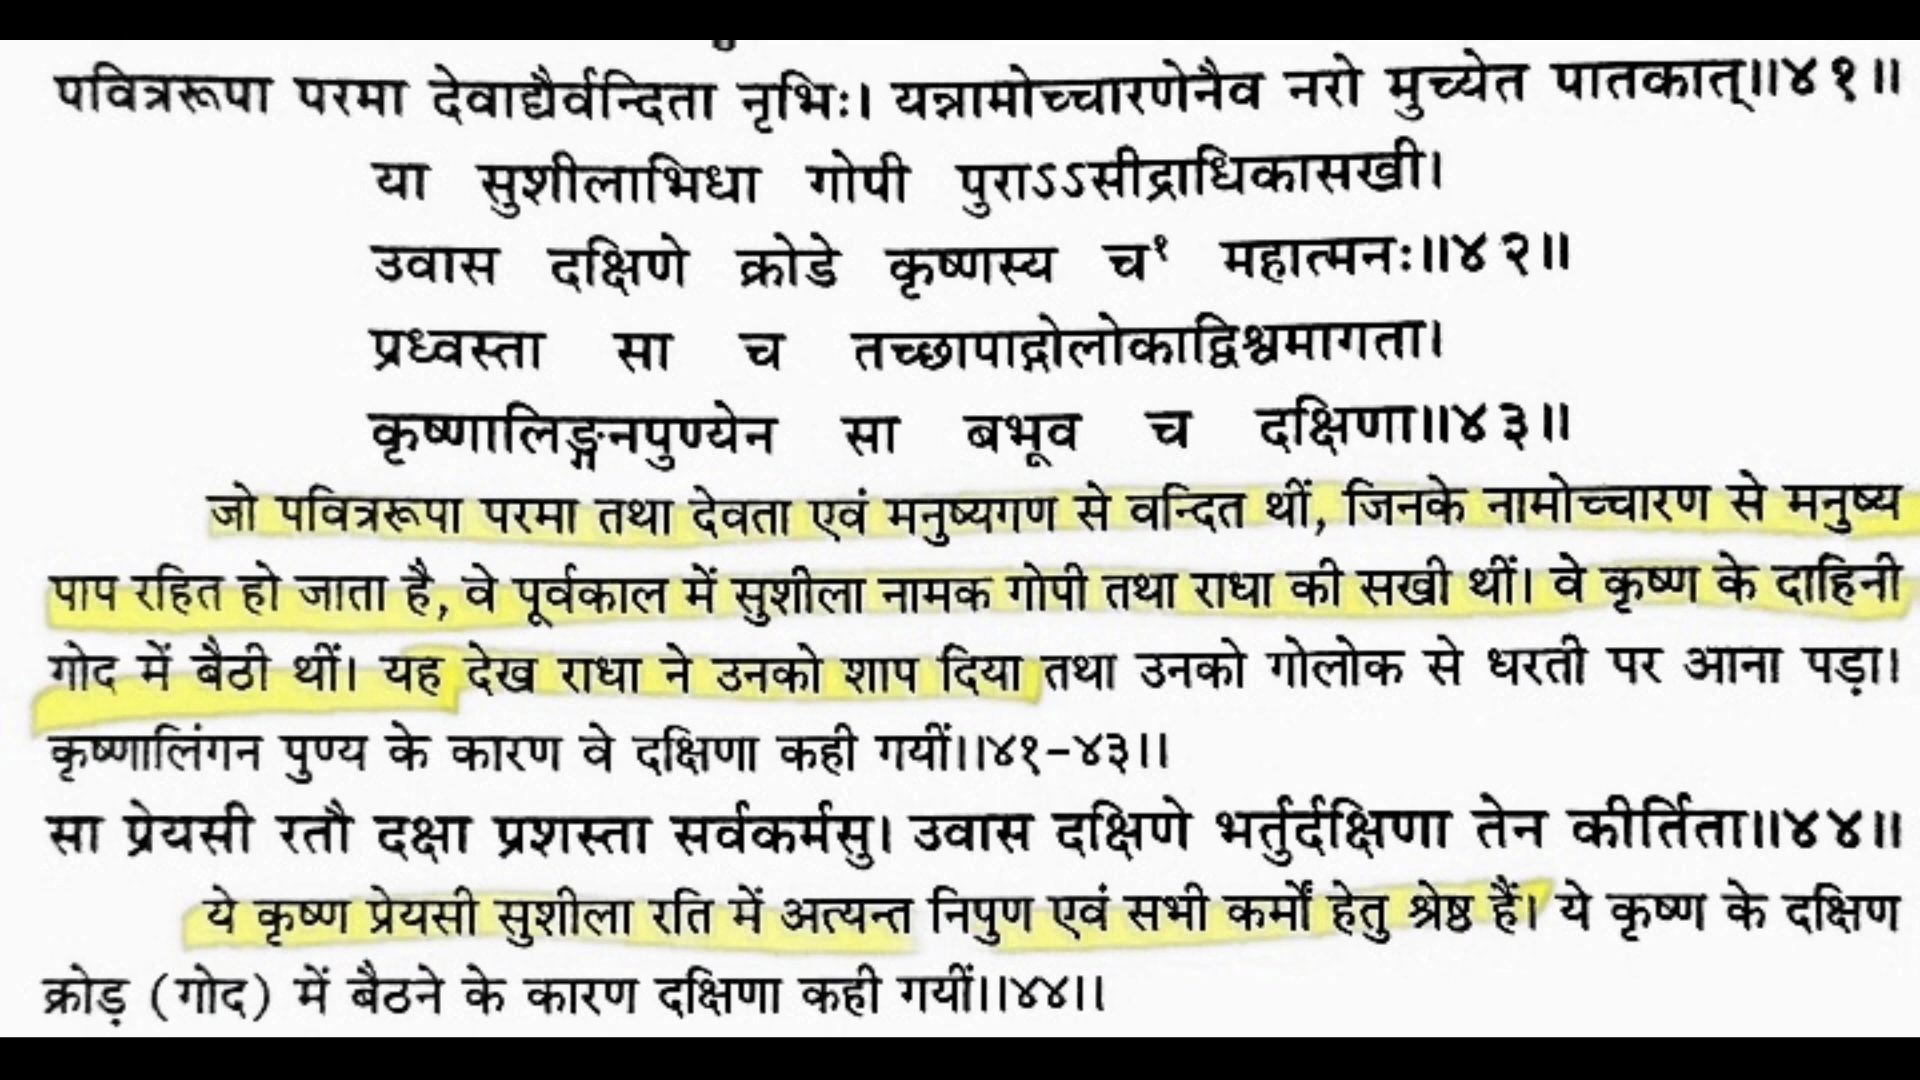 पवित्ररूपा परमा देवाद्यैर्वन्दिता नृभिः। यन्नामोच्चारणेनैव नरो मुच्येत पातकात्॥४१॥
या सुशीलाभिधा गोपी पुराऽऽसीद्राधिकासखी।
उवास दक्षिणे क्रोडे कृष्णस्य च१ महात्मनः॥४२॥
प्रध्वस्ता सा च तच्छापाद्गोलोकाद्विश्वमागता।
कृष्णालिङ्गनपुण्येन सा बभूव च दक्षिणा॥४३॥
जो पवित्ररूपा परमा तथा देवता एवं मनुष्यगण से वन्दित थीं, जिनके नामोच्चारण से मनुष्य
पाप रहित हो जाता है, वे पूर्वकाल में सुशीला नामक गोपी तथा राधा की सखी थीं। वे कृष्ण के दाहिनी
गोद में बैठी थीं। यह देख राधा ने उनको शाप दिया तथा उनको गोलोक से धरती पर आना पड़ा।
कृष्णालिंगन पुण्य के कारण वे दक्षिणा कही गयीं।।४१-४३।।
सा प्रेयसी रतौ दक्षा प्रशस्ता सर्वकर्मसु। उवास दक्षिणे भर्तुर्दक्षिणा तेन कीर्तिता॥४४॥
ये कृष्ण प्रेयसी सुशीला रति में अत्यन्त निपुण एवं सभी कर्मों हेतु श्रेष्ठ हैं। ये कृष्ण के दक्षिण
क्रोड़ (गोद) में बैठने के कारण दक्षिणा कही गयीं।।४४।।